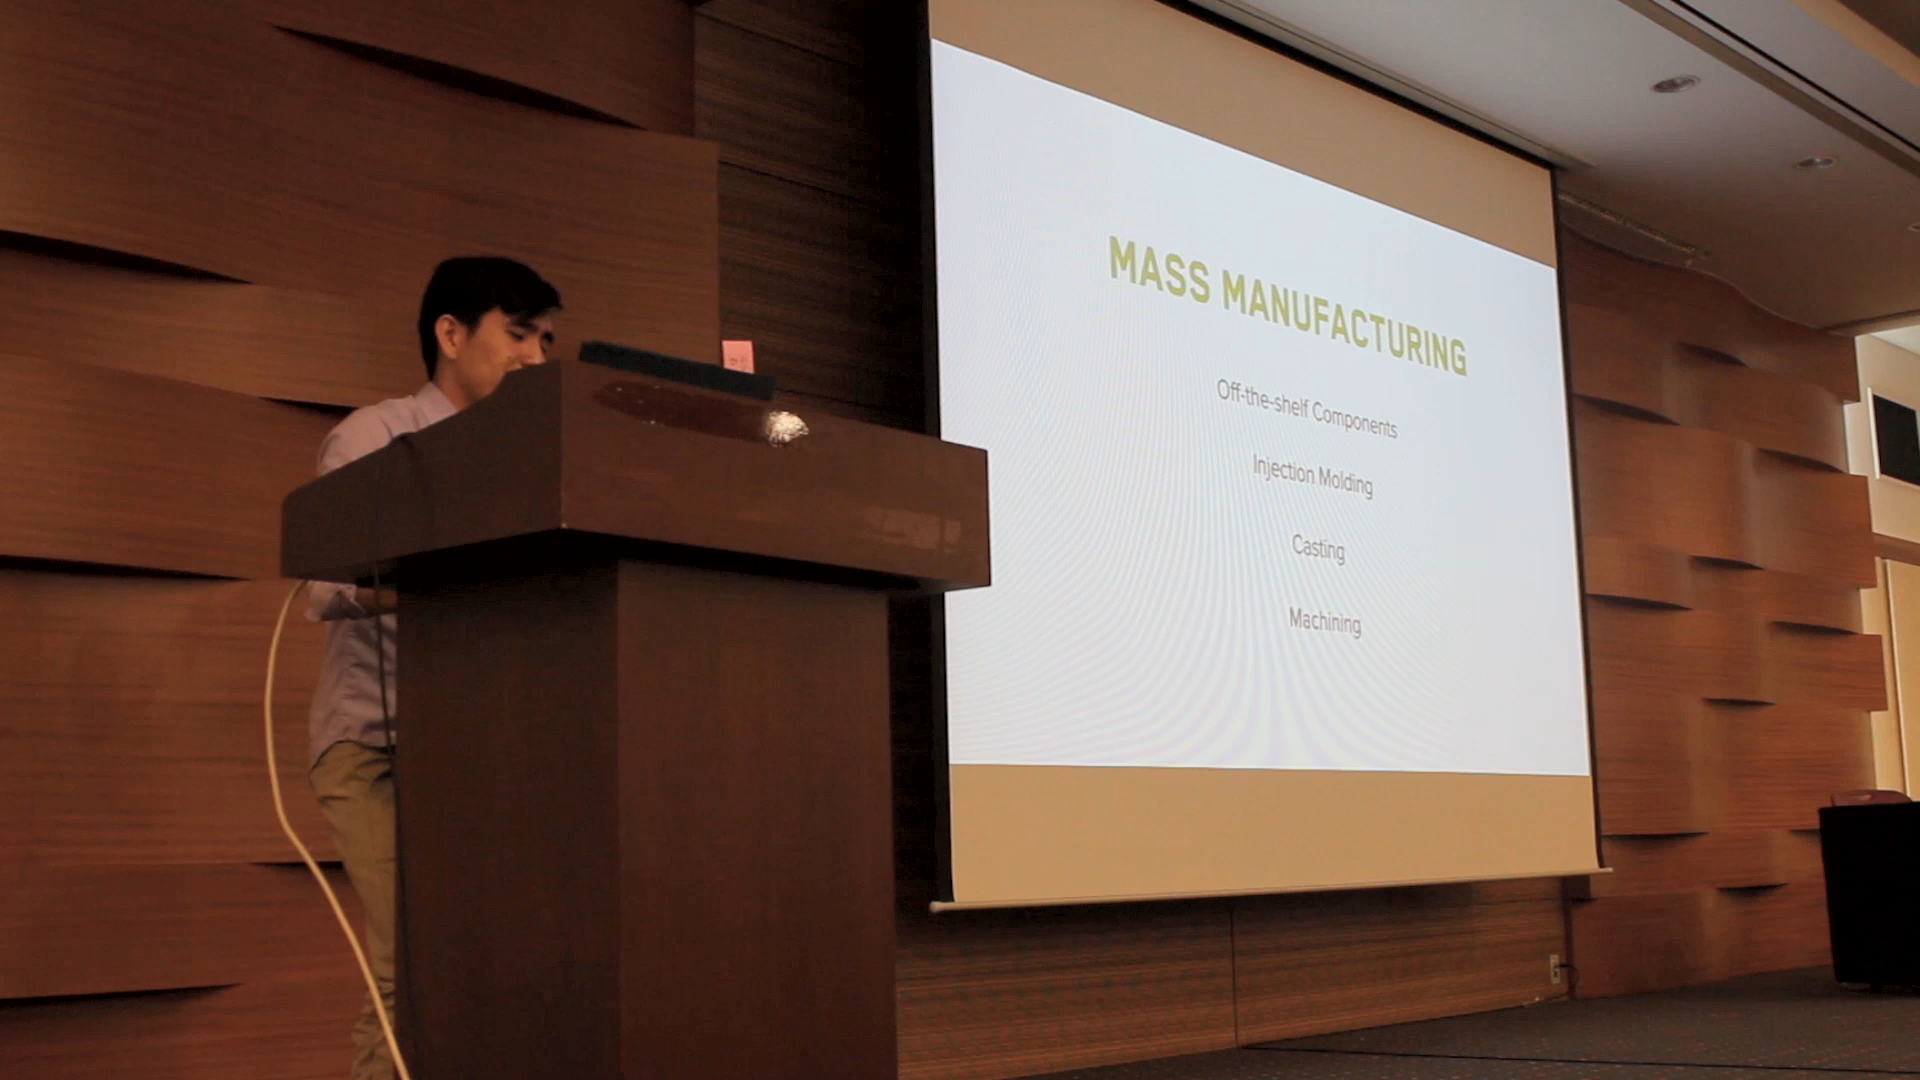 MASS MANUFACTURING
Off-the-shelf Components
Injection Molding
Casting
Machining